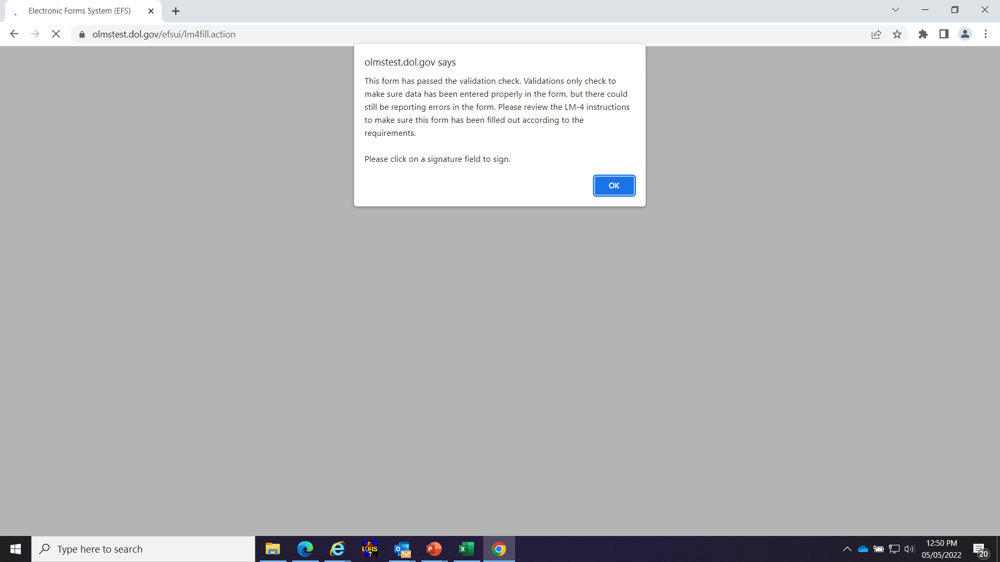 Electronic Forms System (EFS)
olmstest.dol.gov/efsui/lm4fill.action
olmstest.dol.gov says
This form has passed the validation check. Validations only check to
make sure data has been entered properly in the form, but there could
still be reporting errors in the form. Please review the LM-4 instructions
to make sure this form has been filled out according to the
requirements.
Please click on a signature field to sign.
OK
Type here to search
LORS
7
12:50 PM
05/05/2022
20